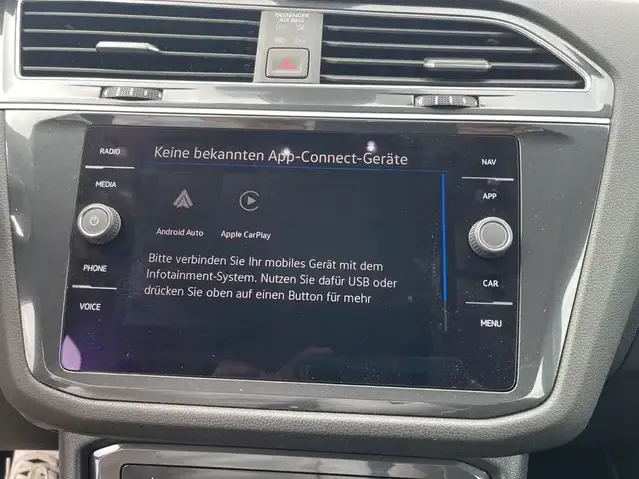 PASSENGER
AIR BAG
RADIO
MEDIA
PHONE
VOICE
Keine bekannten App-Connect-Geräte
Android Auto
Apple CarPlay
Bitte verbinden Sie Ihr mobiles Gerät mit dem
Infotainment-System. Nutzen Sie dafür USB oder
drücken Sie oben auf einen Button für mehr
NAV
APP
CAR
MENU